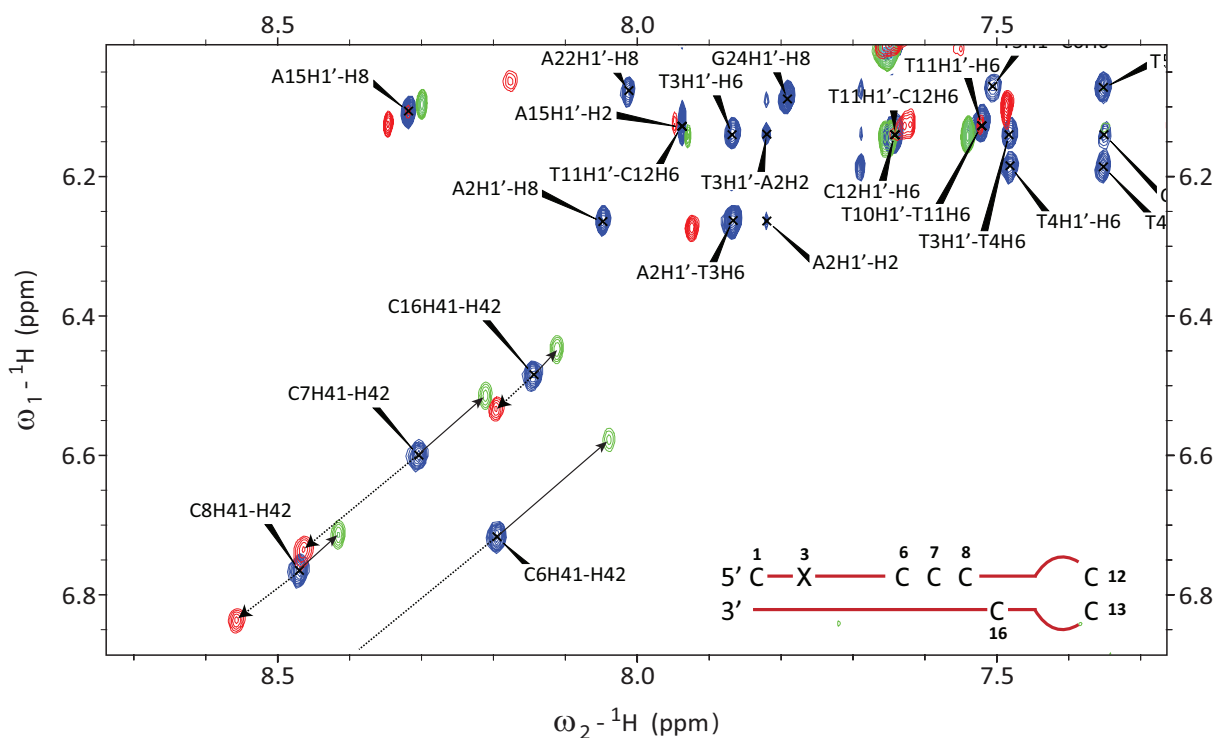 8.5 8.0 7.5
A22H1’-H8
G24H1’-H8
A15H1’-H8
T3H1’-H6
T11H1’-H6
T11H1’-C12H6
A15H1’-H2
6.2
6.2
T11H1’-C12H6
T3H1’-A2H2
C12H1’-H6
A2H1’-H8
T10H1’-T11H6
T4H1’-H6
T4
T3H1’-T4H6
A2H1’-T3H6
A2H1’-H2
C16H41-H42
6.4
6.4
C7H41-H42
6.6
6.6
C8H41-H42
C6H41-H42
6.8
6.8
1 3 6 7 8
5’ C X C C C C 12
3’ C C 13
16
8.5 8.0 7.5
ω1 - 1H (ppm)
ω2 - 1H (ppm)